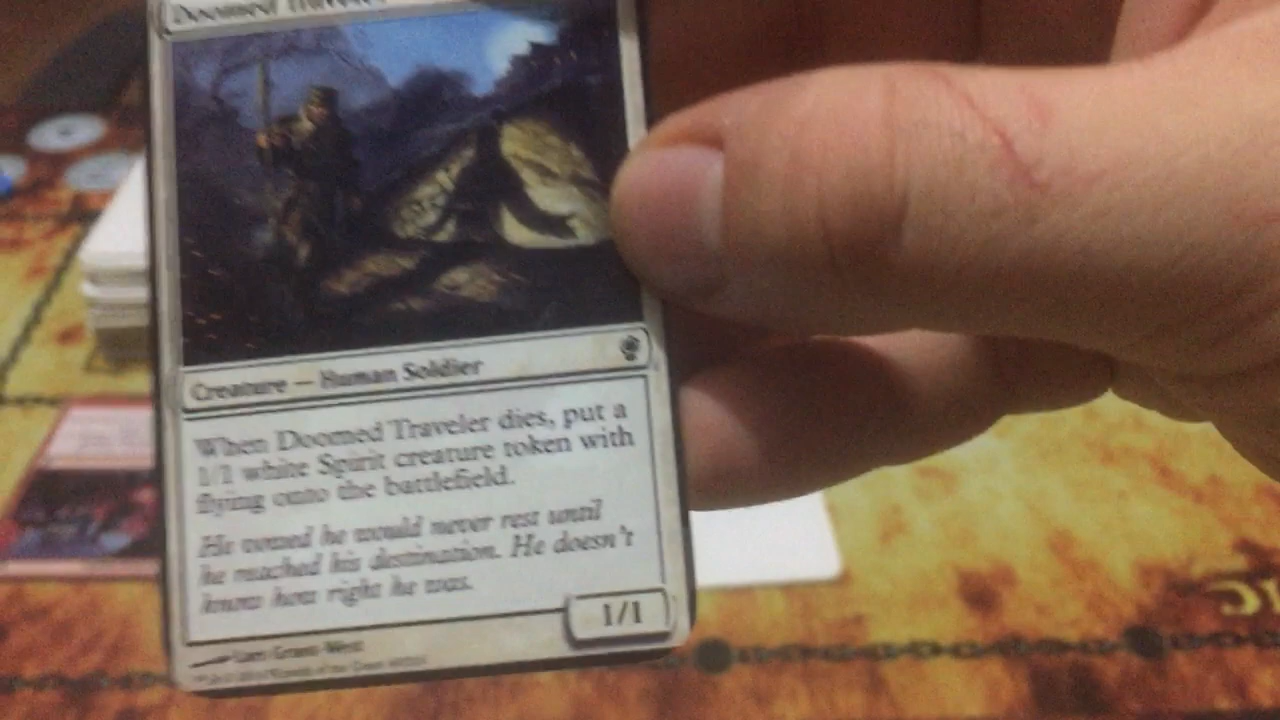 Doomed Traveler
Creature — Human Soldier
When Doomed Traveler dies, put a
1/1 white Spirit creature token with
flying onto the battlefield.
He vowed he would never rest until
he reached his destination. He doesn't
know how right he was.
1/1